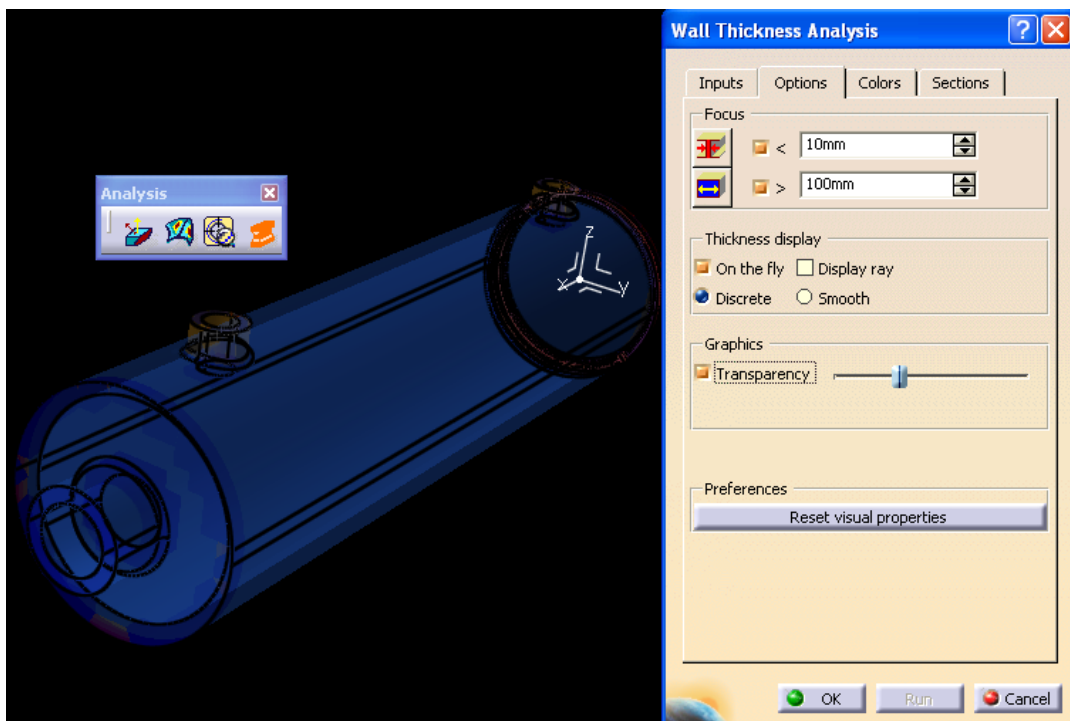 Wall Thickness Analysis
Inputs Options Colors Sections
Focus
< 10mm
> 100mm
Analysis
Thickness display
On the fly Display ray
Discrete Smooth
Graphics
Transparency
Preferences
Reset visual properties
OK Run Cancel
z
x y